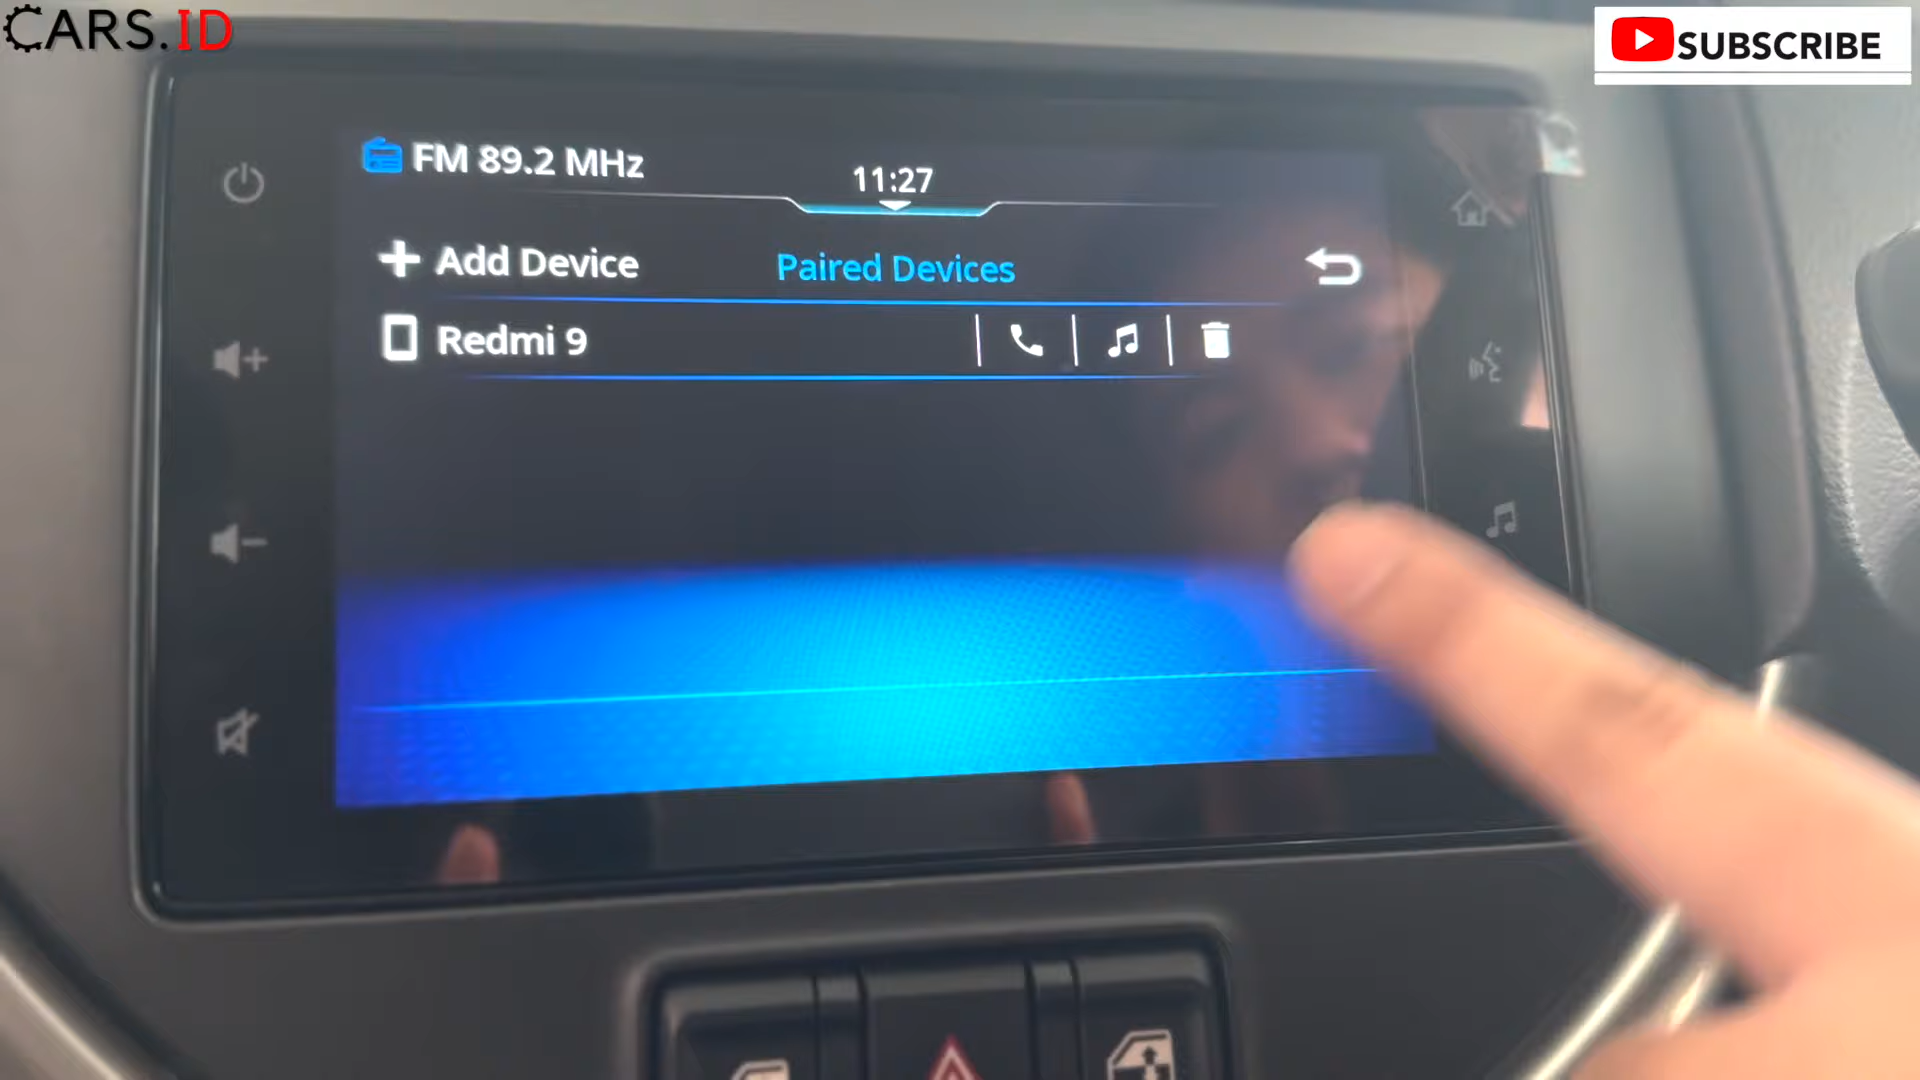 CARS.ID
SUBSCRIBE
FM 89.2 MHz
11:27
Add Device
Paired Devices
Redmi 9